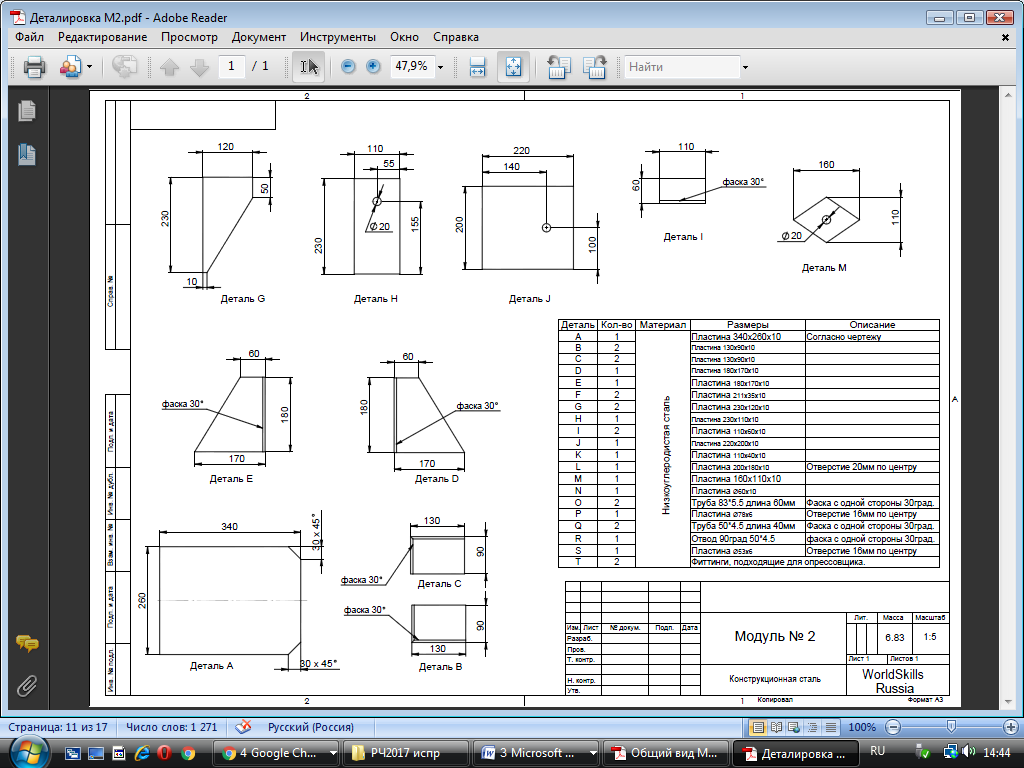 Деталировка М2.pdf - Adobe Reader
Файл Редактирование Просмотр Документ Инструменты Окно Справка
1 / 1 47,9% Найти
2 1
120
50
230
10
Деталь G
110
55
Ø20
155
230
Деталь H
220
140
200
100
Деталь J
110
60
фаска 30°
Деталь I
160
110
Ø20
Деталь M
Справ. №
60
фаска 30°
180
170
Деталь E
60
180
фаска 30°
170
Деталь D
340
30 x 45°
260
30 x 45°
Деталь A
130
90
фаска 30°
Деталь C
фаска 30°
90
130
Деталь B
Деталь Кол-во Материал Размеры Описание
Низкоуглеродистая сталь
A 1 Пластина 340x260x10 Согласно чертежу
B 2 Пластина 130x90x10
C 2 Пластина 130x90x10
D 1 Пластина 180x170x10
E 1 Пластина 180x170x10
F 2 Пластина 211x35x10
G 2 Пластина 230x120x10
H 1 Пластина 230x110x10
I 2 Пластина 110x60x10
J 1 Пластина 220x200x10
K 1 Пластина 110x40x10
L 1 Пластина 200x180x10 Отверстие 20мм по центру
M 1 Пластина 160x110x10
N 1 Пластина Ø60x10
O 2 Труба 83*5.5 длина 60мм Фаска с одной стороны 30град.
P 1 Пластина Ø78x6 Отверстие 16мм по центру
Q 2 Труба 50*4.5 длина 40мм Фаска с одной стороны 30град.
R 1 Отвод 90град 50*4.5 фаска с одной стороны 30град.
S 1 Пластина Ø53x6 Отверстие 16мм по центру
T 2 Фиттинги, подходящие для опрессовщика.
A
Подп. и дата
Инв. № дубл.
Взам. инв. №
Подп. и дата
Инв. № подл.
Изм. Лист № докум. Подп. Дата
Разраб.
Пров.
Т. контр.
Н. контр.
Утв.
Модуль № 2
Конструкционная сталь
Лит. Масса Масштаб
6.83 1:5
Лист 1 Листов 1
WorldSkills
Russia
2 1 Копировал Формат А3
Страница: 11 из 17 Число слов: 1 271 Русский (Россия) 100%
4 Google Ch... РЧ2017 испр 3 Microsoft ... Общий вид М... Деталировка ... RU 14:44